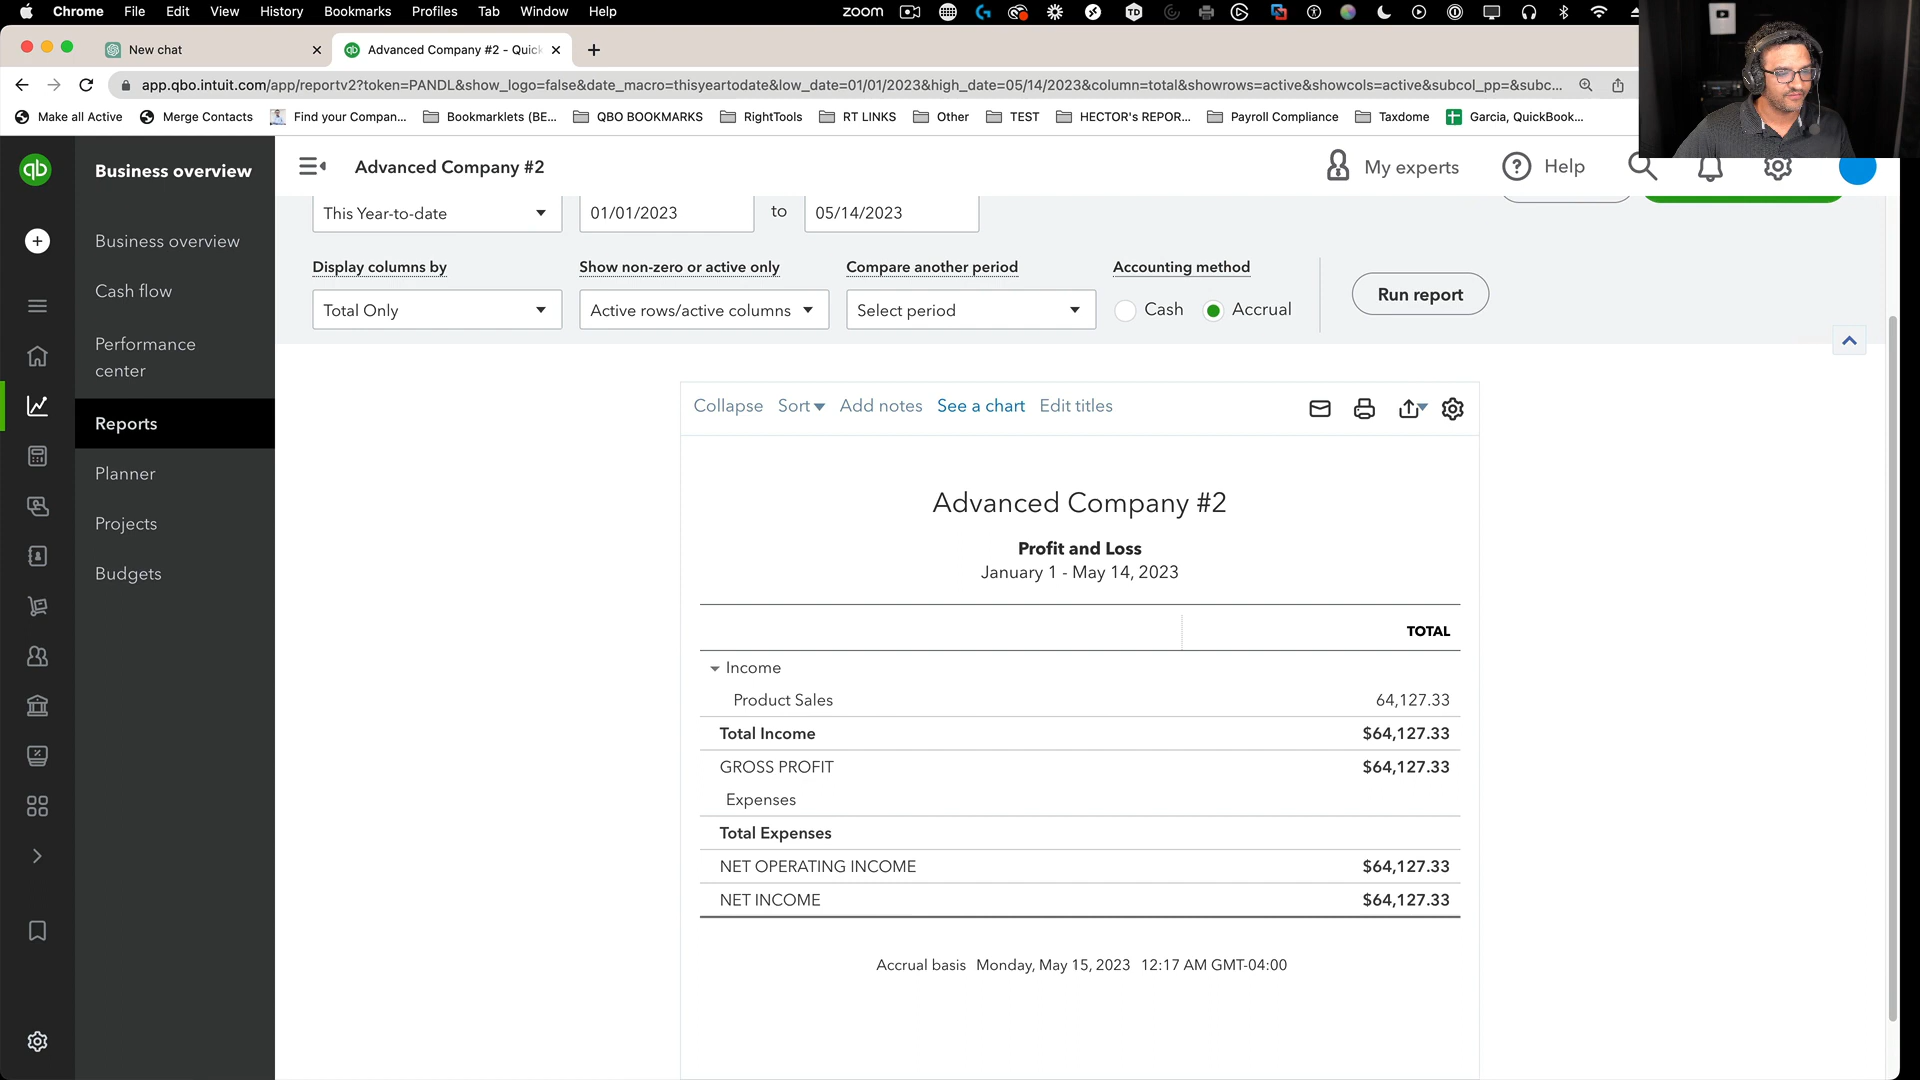 Chrome File Edit View History Bookmarks Profiles Tab Window Help zoom TD
New chat
Advanced Company #2 - Quick
app.qbo.intuit.com/app/reportv2?token=PANDL&show_logo=false&date_macro=thisyeartodate&low_date=01/01/2023&high_date=05/14/2023&column=total&showrows=active&showcols=active&subcol_pp=&subc...
Make all Active Merge Contacts Find your Compan... Bookmarklets (BE... QBO BOOKMARKS RightTools RT LINKS Other TEST HECTOR's REPOR... Payroll Compliance Taxdome Garcia, QuickBook...
qb
Business overview
Advanced Company #2
My experts
Help
This Year-to-date
01/01/2023
to
05/14/2023
Business overview
Cash flow
Performance
center
Reports
Planner
Projects
Budgets
Display columns by
Show non-zero or active only
Compare another period
Accounting method
Total Only
Active rows/active columns
Select period
Cash
Accrual
Run report
Collapse Sort Add notes See a chart Edit titles
Advanced Company #2
Profit and Loss
January 1 - May 14, 2023
TOTAL
Income
Product Sales 64,127.33
Total Income $64,127.33
GROSS PROFIT $64,127.33
Expenses
Total Expenses
NET OPERATING INCOME $64,127.33
NET INCOME $64,127.33
Accrual basis Monday, May 15, 2023 12:17 AM GMT-04:00